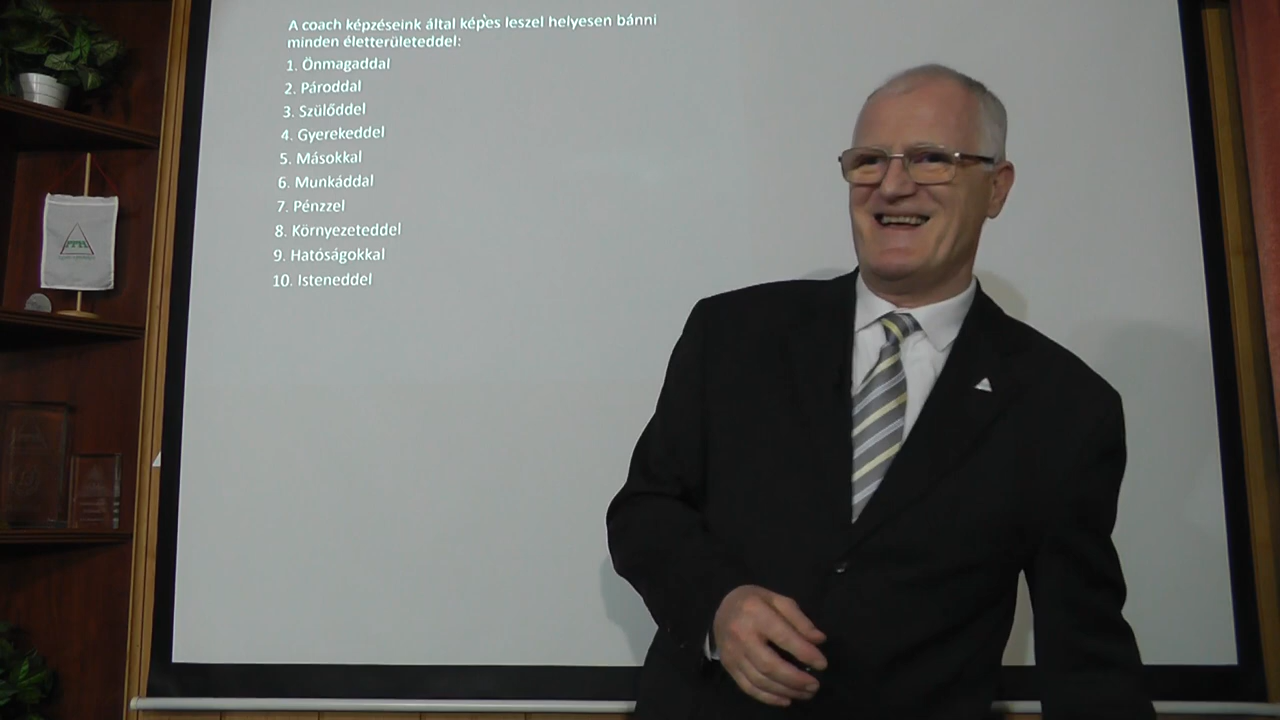 A coach képzéseink által képes leszel helyesen bánni
minden életterületeddel:
1. Önmagaddal
2. Pároddal
3. Szülőddel
4. Gyerekeddel
5. Másokkal
6. Munkáddal
7. Pénzzel
8. Környezeteddel
9. Hatóságokkal
10. Isteneddel